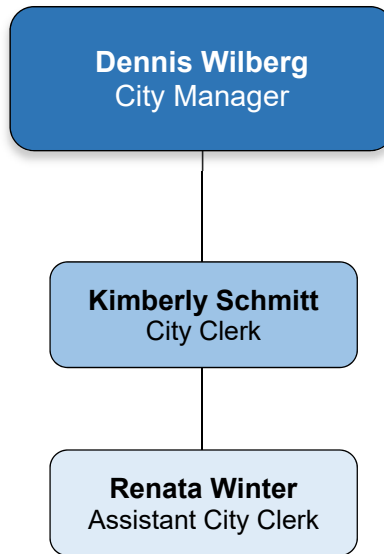 Dennis Wilberg
City Manager
Kimberly Schmitt
City Clerk
Renata Winter
Assistant City Clerk